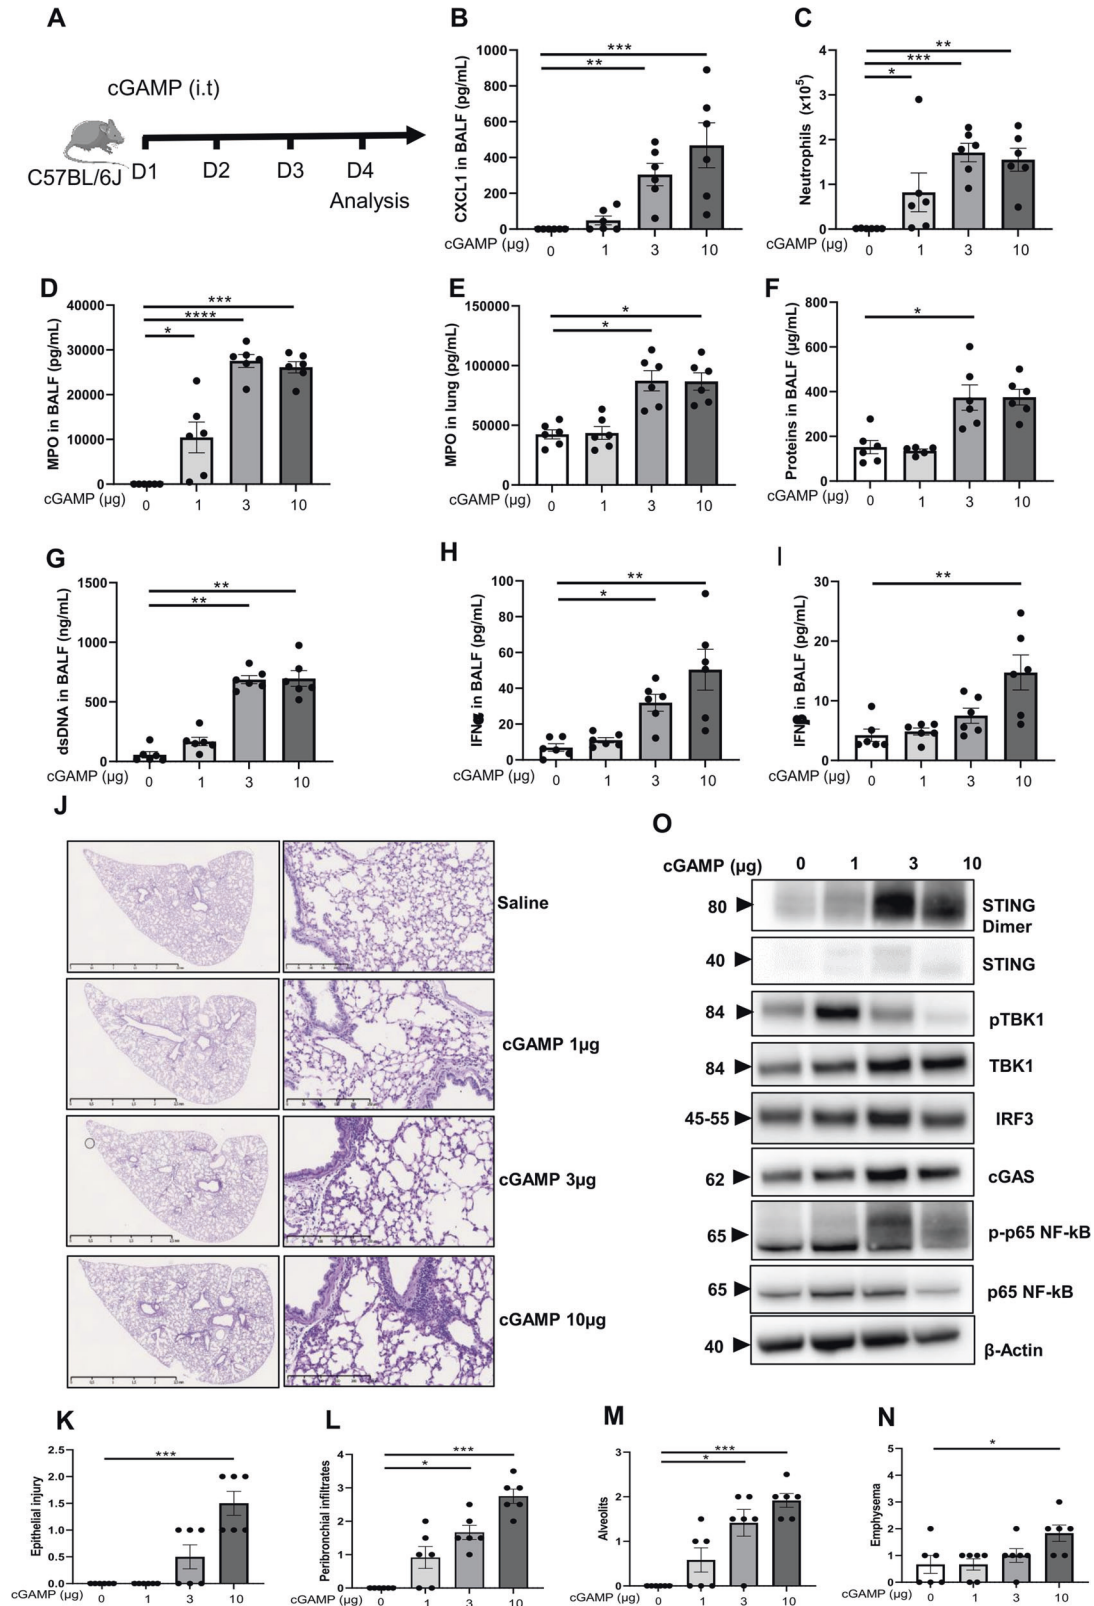 A
cGAMP (i.t)
C57BL/6J
D1
D2
D3
D4
Analysis
B
CXCL1 in BALF (pg/mL)
1000
800
600
400
200
0
***
**
cGAMP (µg)
0
1
3
10
C
Neutrophils (x10⁵)
4
3
2
1
0
**
***
*
cGAMP (µg)
0
1
3
10
D
MPO in BALF (pg/mL)
40000
30000
20000
10000
0
***
****
*
cGAMP (µg)
0
1
3
10
E
MPO in lung (pg/mL)
150000
100000
50000
0
*
*
cGAMP (µg)
0
1
3
10
F
Proteins in BALF (µg/mL)
800
600
400
200
0
*
cGAMP (µg)
0
1
3
10
G
dsDNA in BALF (ng/mL)
1500
1000
500
0
**
**
cGAMP (µg)
0
1
3
10
H
in BALF (pg/mL)
100
80
60
40
20
0
**
*
cGAMP (µg)
0
1
3
10
I
in BALF (pg/mL)
30
20
10
0
**
cGAMP (µg)
0
1
3
10
J
Saline
cGAMP 1µg
cGAMP 3µg
cGAMP 10µg
O
cGAMP (µg)
0
1
3
10
80
STING
Dimer
40
STING
84
pTBK1
84
TBK1
45-55
IRF3
62
cGAS
65
p-p65 NF-kB
65
p65 NF-kB
40
β-Actin
K
Epithelial injury
2.5
2.0
1.5
1.0
0.5
0.0
***
cGAMP (µg)
0
1
3
10
L
Peribronchial infiltrates
4
3
2
1
0
***
*
cGAMP (µg)
0
1
3
10
M
Alveolits
3
2
1
0
***
*
cGAMP (µg)
0
1
3
10
N
Emphysema
5
4
3
2
1
0
*
cGAMP (µg)
0
1
3
10